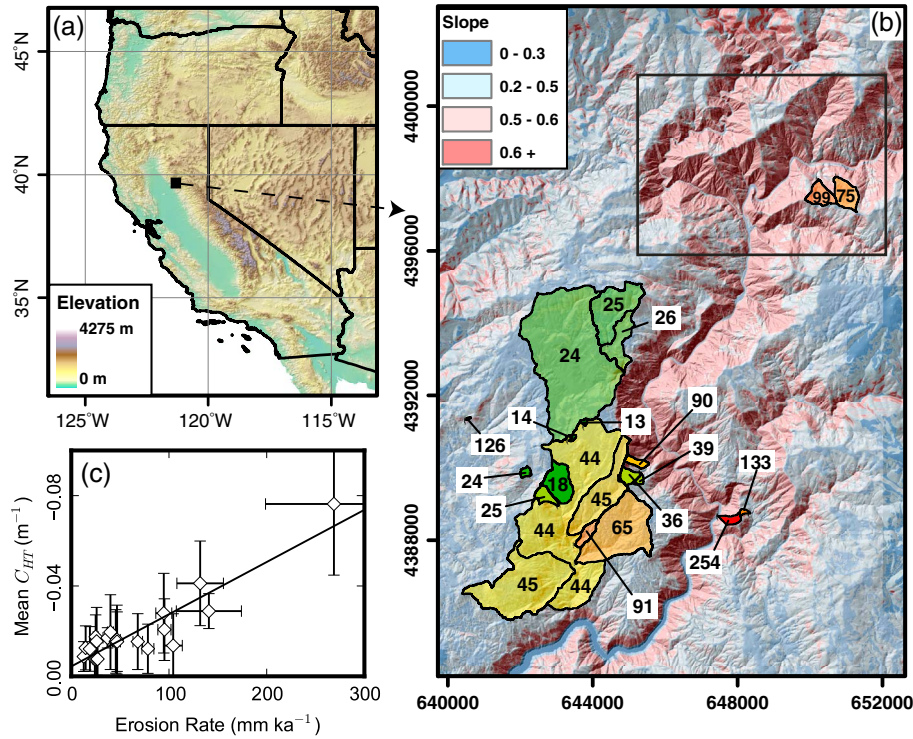 (a)
45°N
40°N
35°N
Elevation
4275 m
0 m
125°W
120°W
115°W
(b)
Slope
0 - 0.3
0.2 - 0.5
0.5 - 0.6
0.6 +
4400000
4396000
4392000
4388000
99
75
25
26
24
14
13
90
126
44
39
24
18
133
45
25
36
44
65
254
45
44
91
640000
644000
648000
652000
(c)
Mean C_HT (m⁻¹)
−0.08
−0.04
0.00
0
100
200
300
Erosion Rate (mm ka⁻¹)